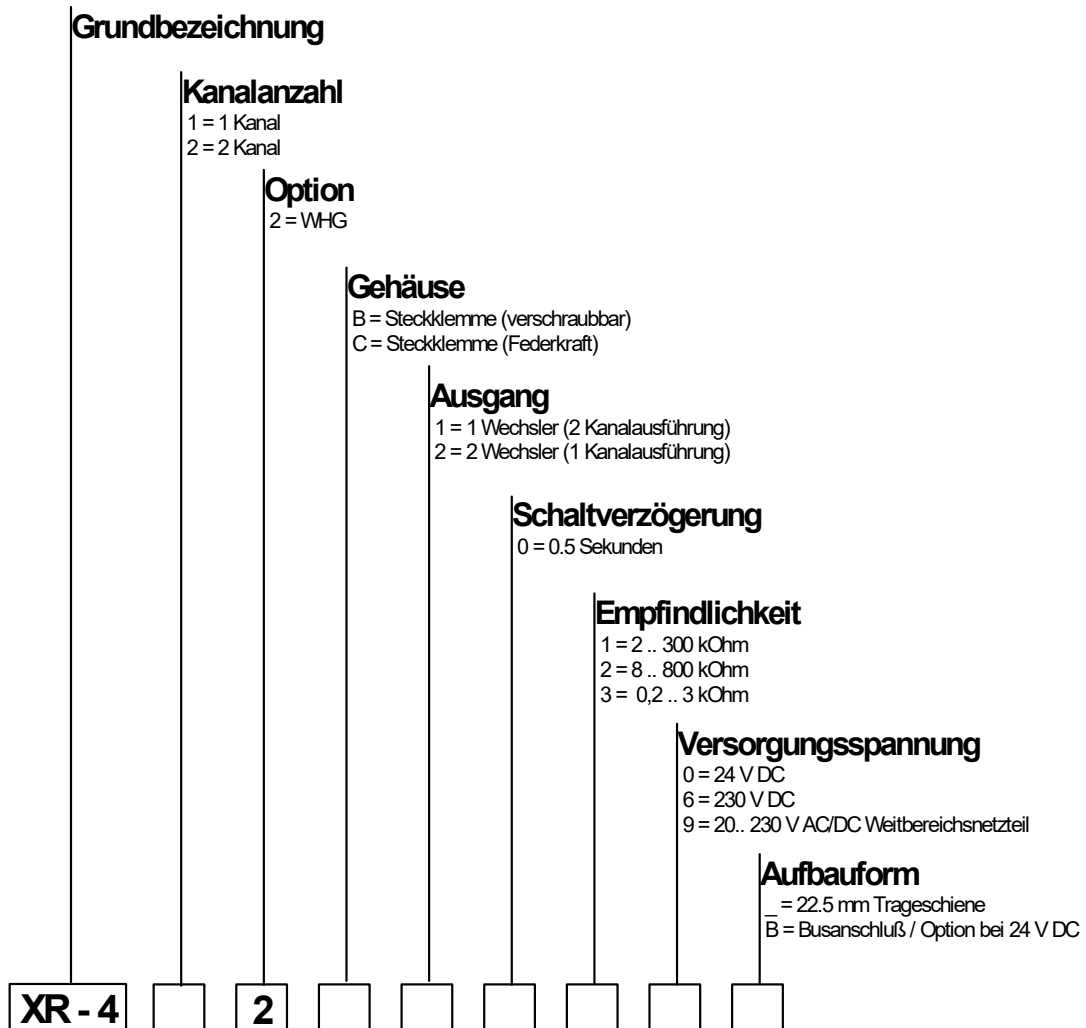 Grundbezeichnung
Kanalanzahl
1 = 1 Kanal
2 = 2 Kanal
Option
2 = WHG
Gehäuse
B = Steckklemme (verschraubbar)
C = Steckklemme (Federkraft)
Ausgang
1 = 1 Wechsler (2 Kanalausführung)
2 = 2 Wechsler (1 Kanalausführung)
Schaltverzögerung
0 = 0.5 Sekunden
Empfindlichkeit
1 = 2 .. 300 kOhm
2 = 8 .. 800 kOhm
3 = 0,2 .. 3 kOhm
Versorgungsspannung
0 = 24 V DC
6 = 230 V DC
9 = 20.. 230 V AC/DC Weitbereichsnetzteil
Aufbauform
_ = 22.5 mm Trageschiene
B = Busanschluß / Option bei 24 V DC
XR - 4 2